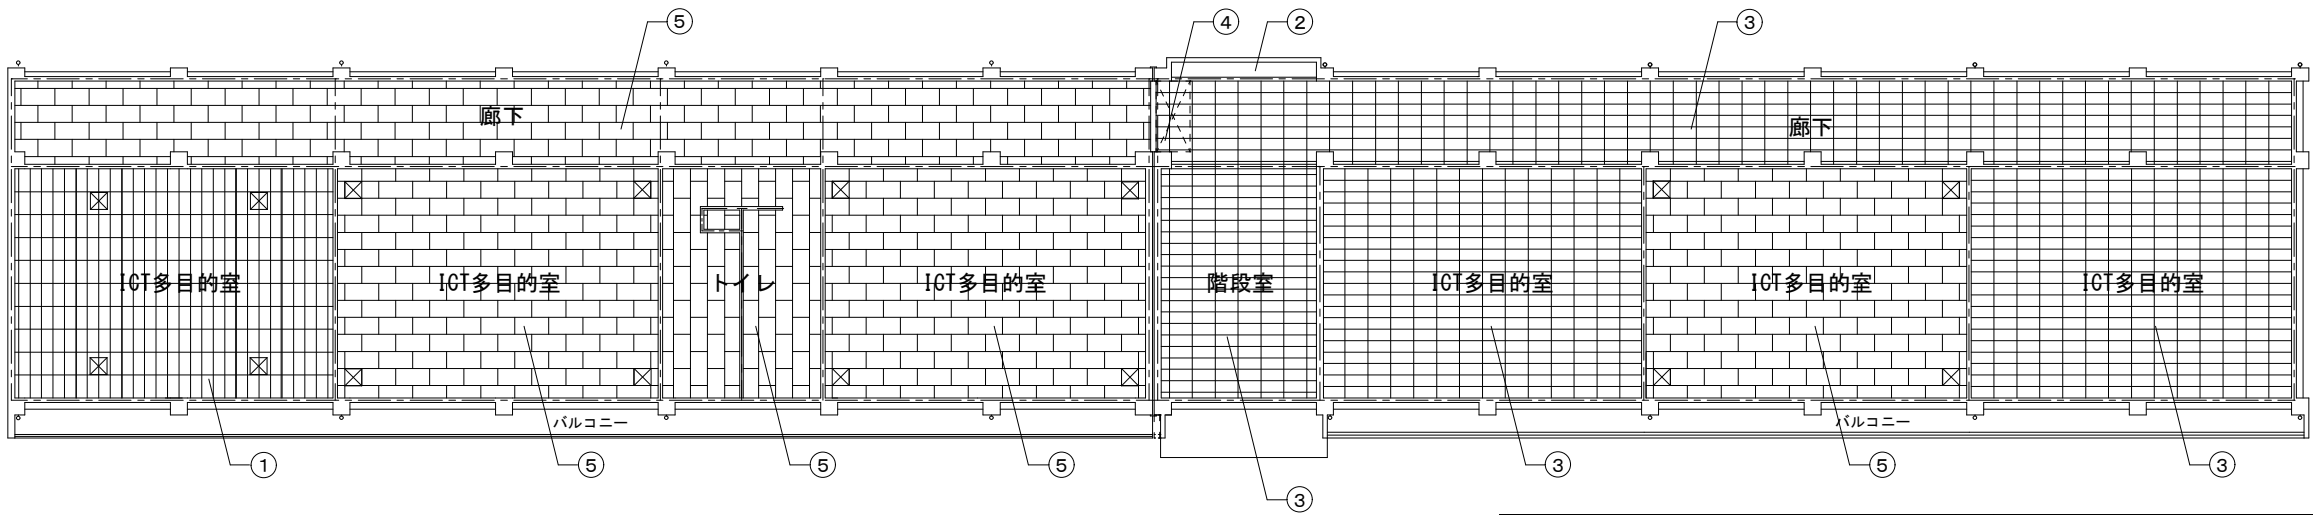 ⑤
④
②
③
廊下
廊下
ICT多目的室
ICT多目的室
トイレ
ICT多目的室
階段室
ICT多目的室
ICT多目的室
ICT多目的室
バルコニー
バルコニー
①
⑤
⑤
⑤
③
⑤
③
③